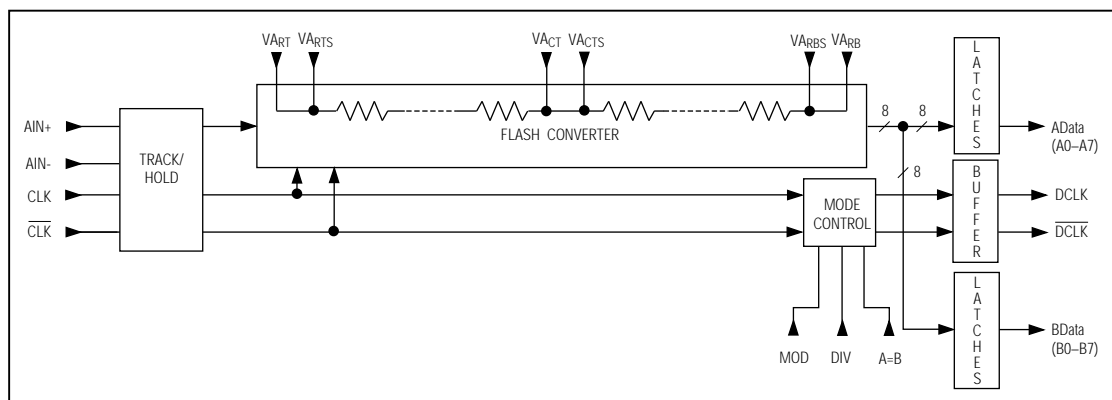 VART VARTS VACT VACTS VARBS VARB
LATCHES
8 8
AIN+
FLASH CONVERTER
AData
(A0–A7)
AIN-
TRACK/
HOLD
8
CLK
MODE
CONTROL
BUFFER
DCLK
CLK
DCLK
LATCHES
MOD DIV A=B
BData
(B0–B7)